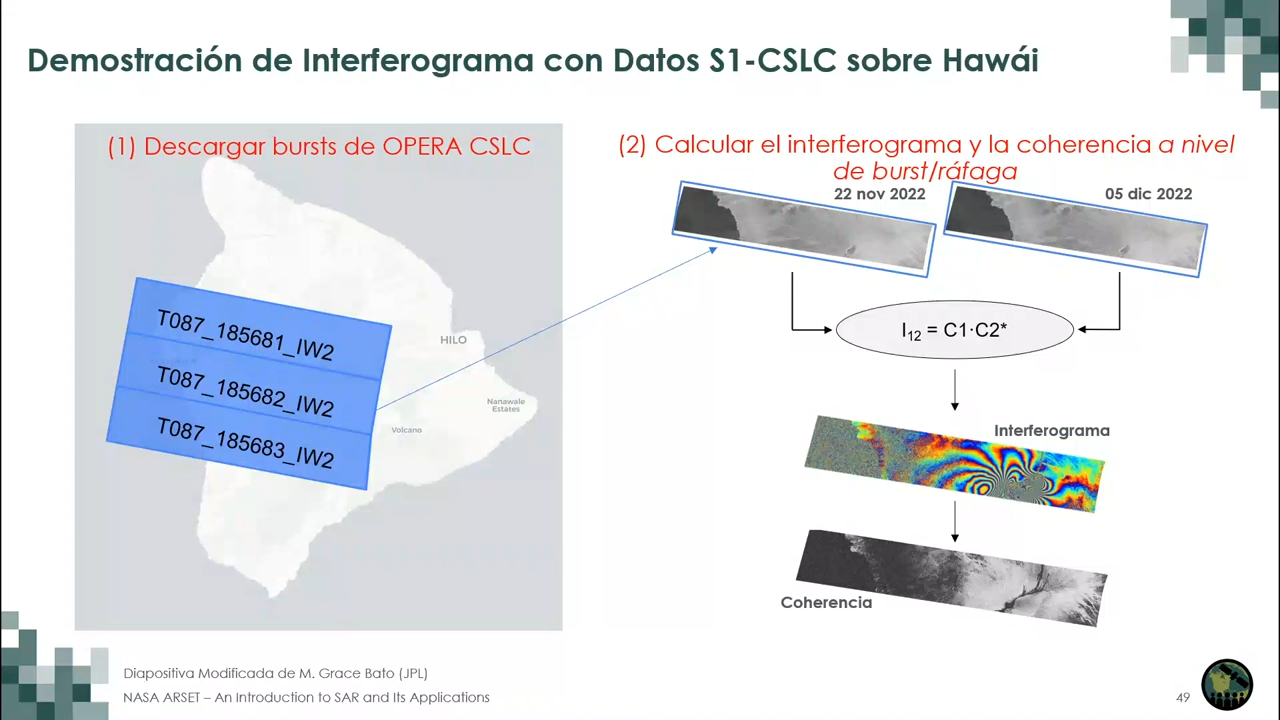 Demostración de Interferograma con Datos S1-CSLC sobre Hawái
(1) Descargar bursts de OPERA CSLC
T087_185681_IW2
T087_185682_IW2
T087_185683_IW2
HILO
Nanawale
Estates
Volcano
(2) Calcular el interferograma y la coherencia a nivel
de burst/ráfaga
22 nov 2022
05 dic 2022
I12 = C1·C2*
Interferograma
Coherencia
Diapositiva Modificada de M. Grace Bato (JPL)
NASA ARSET – An Introduction to SAR and Its Applications
49